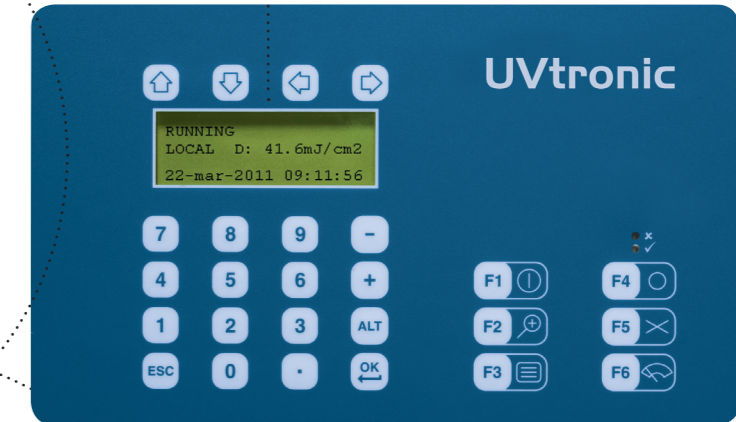 UVtronic
RUNNING
LOCAL D: 41.6mJ/cm2
22-mar-2011 09:11:56
7 8 9 -
4 5 6 +
1 2 3 ALT
ESC 0 . OK
F1 F4
F2 F5
F3 F6